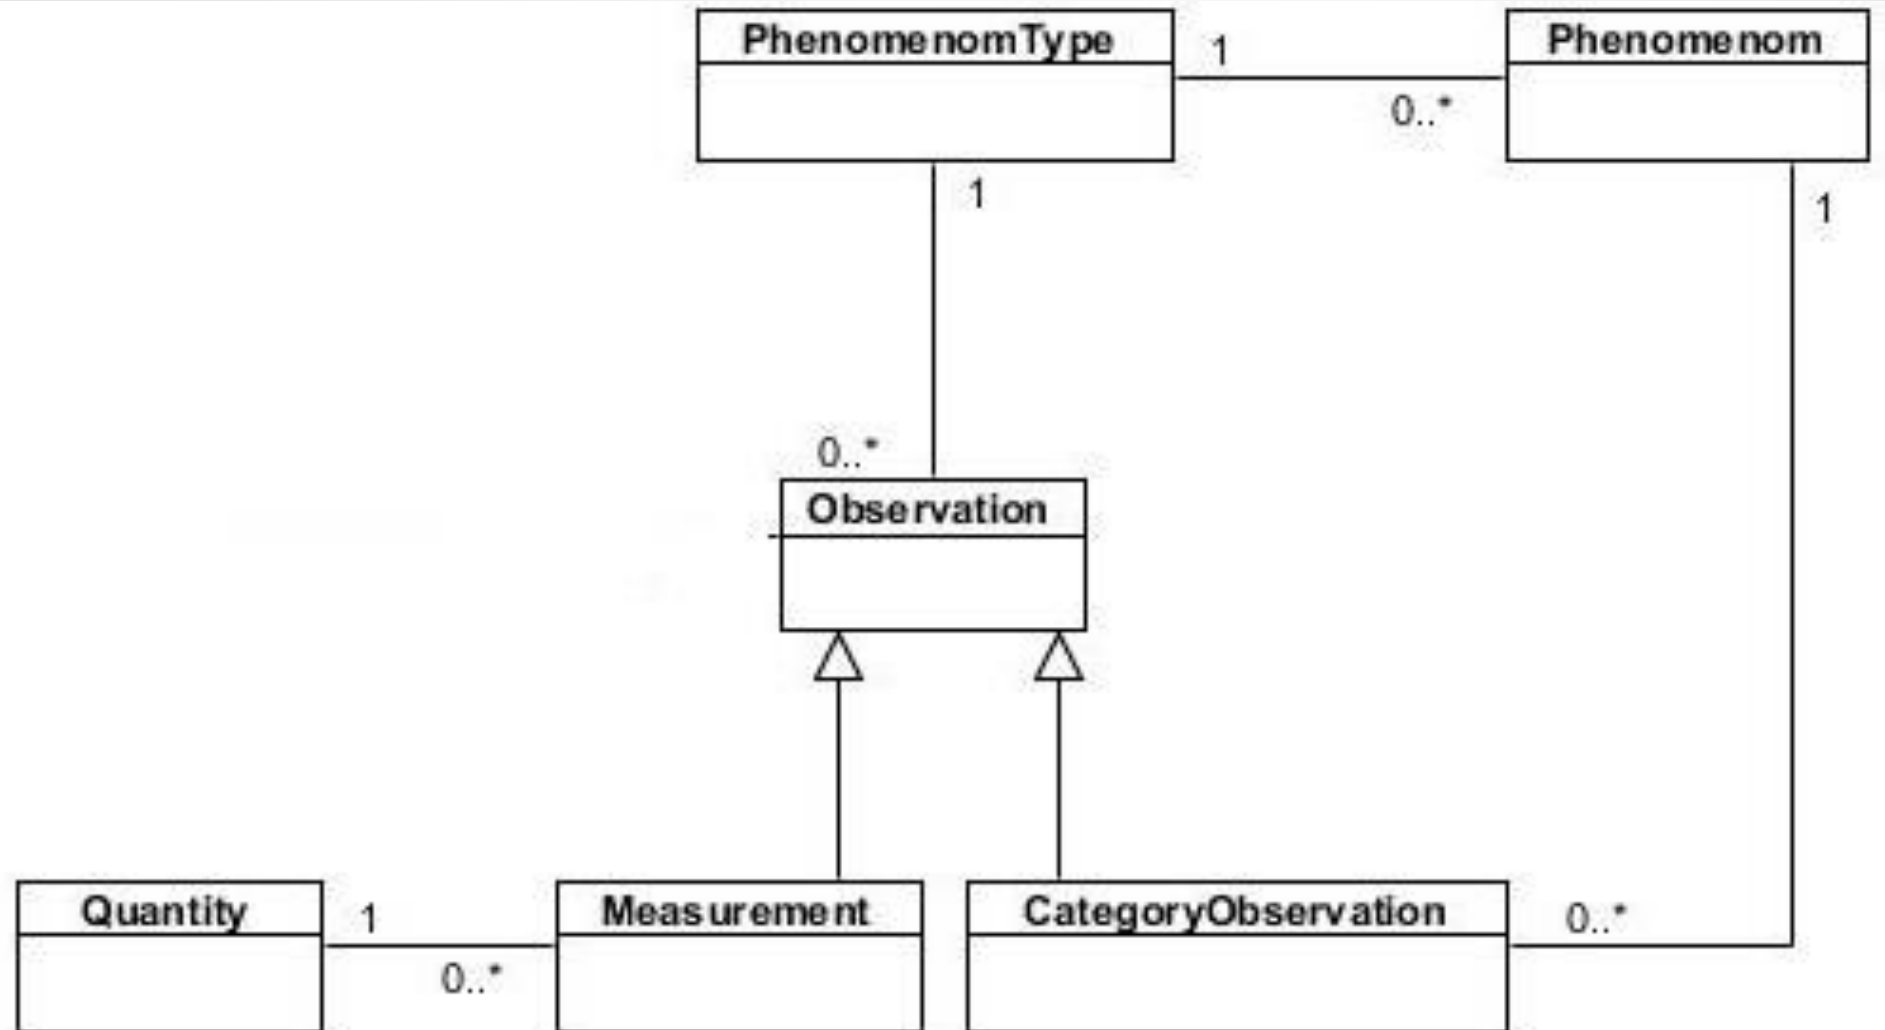 PhenomenomType
1
Phenomenom
0..*
1
1
0..*
Observation
Quantity
1
0..*
Measurement
CategoryObservation
0..*